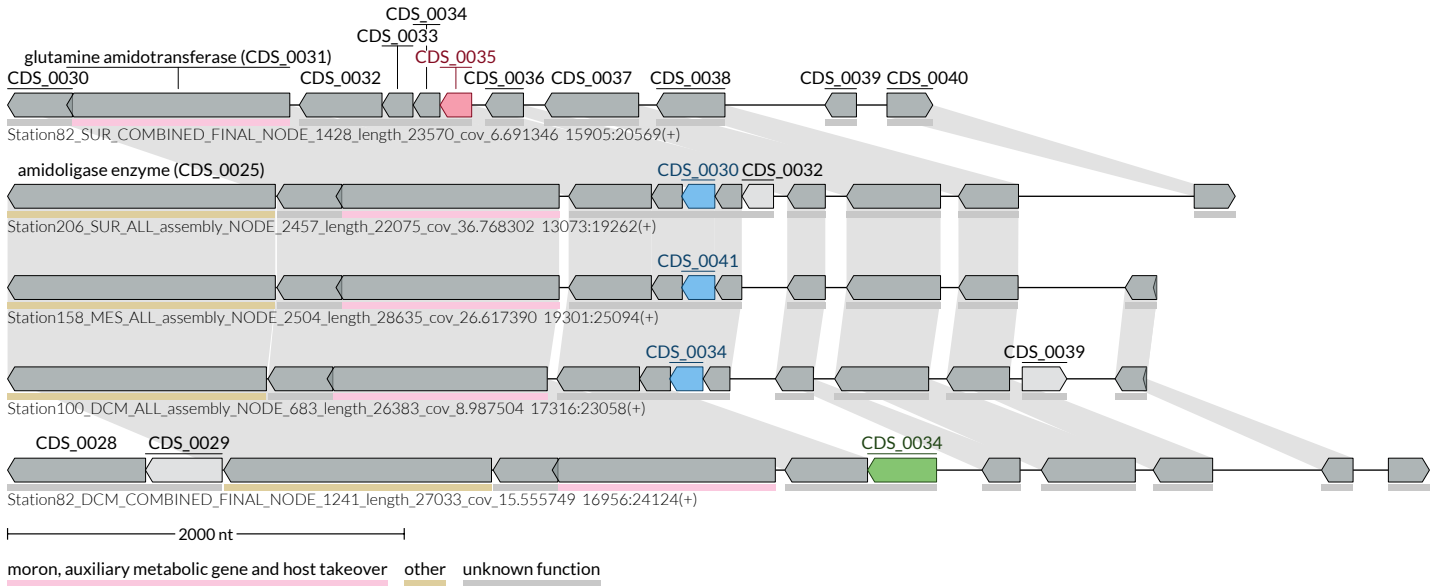 CDS_0034
CDS_0033
glutamine amidotransferase (CDS_0031) CDS_0035
CDS_0030 CDS_0032 CDS_0036 CDS_0037 CDS_0038 CDS_0039 CDS_0040
Station82_SUR_COMBINED_FINAL_NODE_1428_length_23570_cov_6.691346 15905:20569(+)
amidoligase enzyme (CDS_0025) CDS_0030 CDS_0032
Station206_SUR_ALL_assembly_NODE_2457_length_22075_cov_36.768302 13073:19262(+)
CDS_0041
Station158_MES_ALL_assembly_NODE_2504_length_28635_cov_26.617390 19301:25094(+)
CDS_0034 CDS_0039
Station100_DCM_ALL_assembly_NODE_683_length_26383_cov_8.987504 17316:23058(+)
CDS_0028 CDS_0029 CDS_0034
Station82_DCM_COMBINED_FINAL_NODE_1241_length_27033_cov_15.555749 16956:24124(+)
2000 nt
moron, auxiliary metabolic gene and host takeover other unknown function